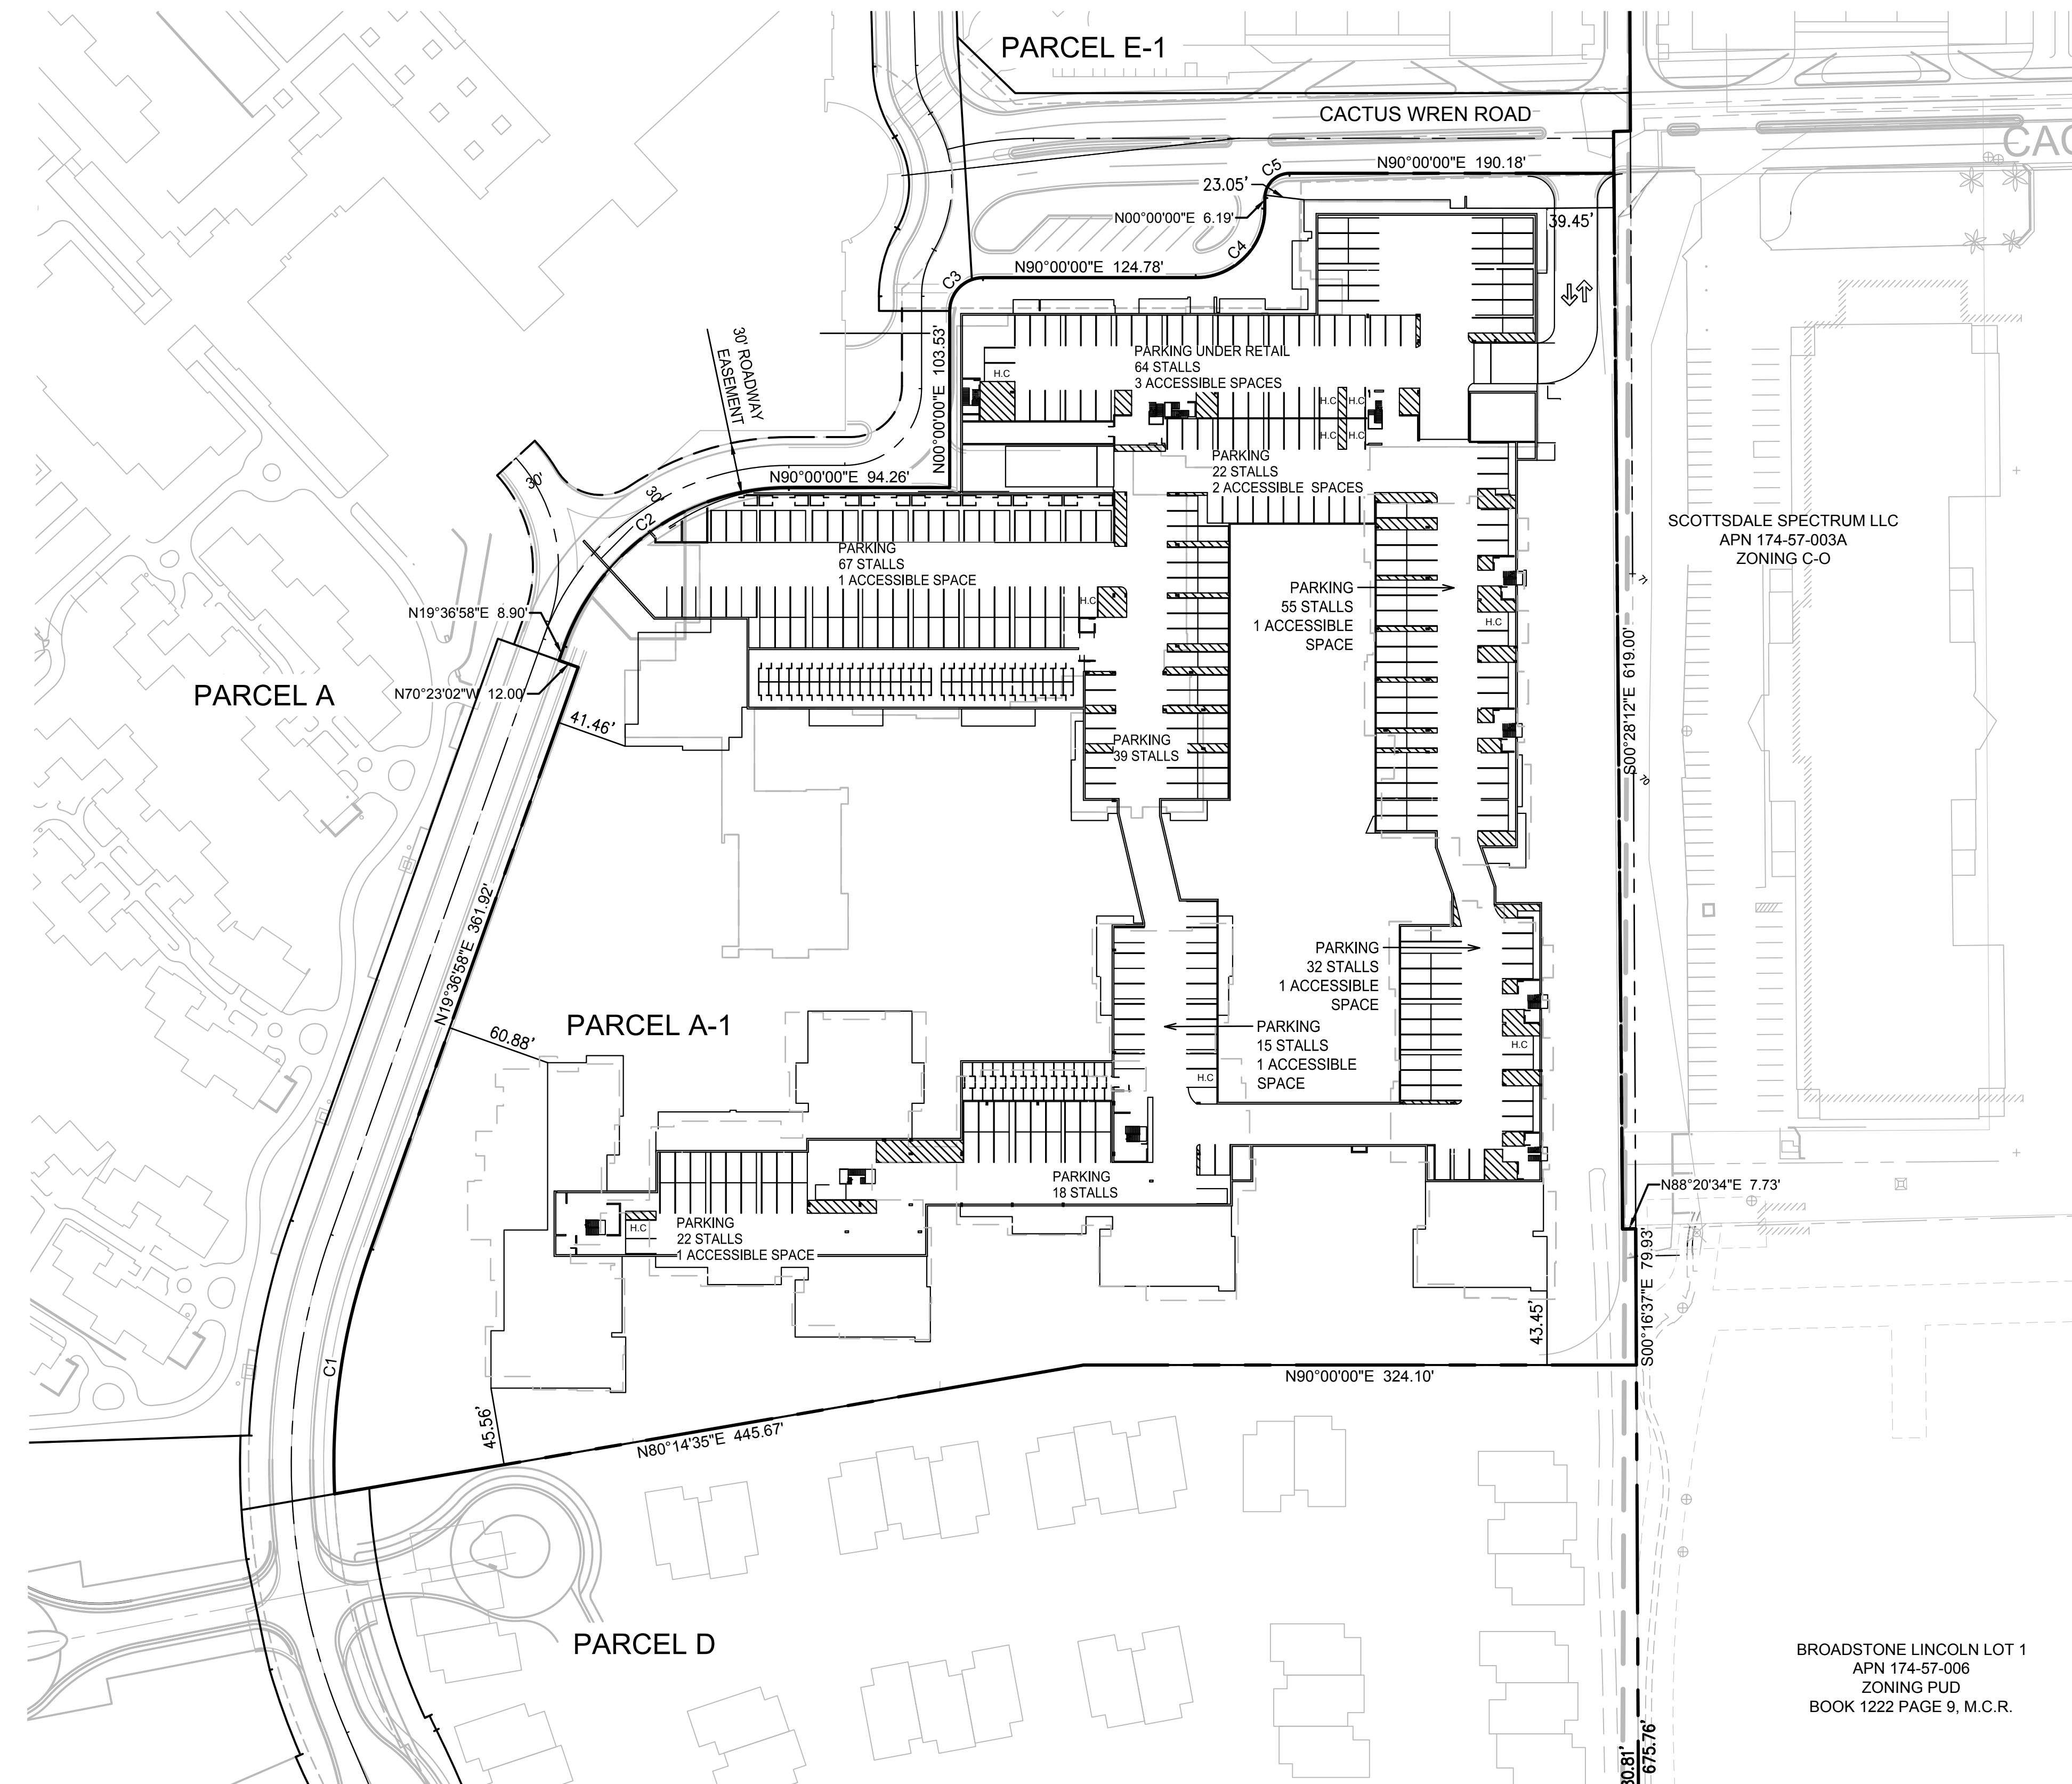 PARCEL E-1
CACTUS WREN ROAD
CAC
C5
N90°00'00"E 190.18'
23.05'
N00°00'00"E 6.19'
39.45'
C4
N90°00'00"E 124.78'
C3
30' ROADWAY
EASEMENT
N00°00'00"E 103.53'
PARKING UNDER RETAIL
64 STALLS
3 ACCESSIBLE SPACES
H.C
H.C
H.C
H.C
H.C
PARKING
22 STALLS
2 ACCESSIBLE SPACES
N90°00'00"E 94.26'
30'
30'
C2
PARKING
67 STALLS
1 ACCESSIBLE SPACE
H.C
PARKING
55 STALLS
1 ACCESSIBLE
SPACE
H.C
SCOTTSDALE SPECTRUM LLC
APN 174-57-003A
ZONING C-O
71
S00°28'12"E 619.00'
70
N19°36'58"E 8.90'
N70°23'02"W 12.00'
PARCEL A
41.46'
PARKING
39 STALLS
N19°36'58"E 361.92'
PARKING
32 STALLS
1 ACCESSIBLE
SPACE
H.C
PARCEL A-1
60.88'
PARKING
15 STALLS
1 ACCESSIBLE
SPACE
H.C
PARKING
18 STALLS
H.C
PARKING
22 STALLS
1 ACCESSIBLE SPACE
N88°20'34"E 7.73'
S00°16'37"E 79.93'
43.45'
C1
N90°00'00"E 324.10'
45.56'
N80°14'35"E 445.67'
PARCEL D
BROADSTONE LINCOLN LOT 1
APN 174-57-006
ZONING PUD
BOOK 1222 PAGE 9, M.C.R.
30.81'
675.76'